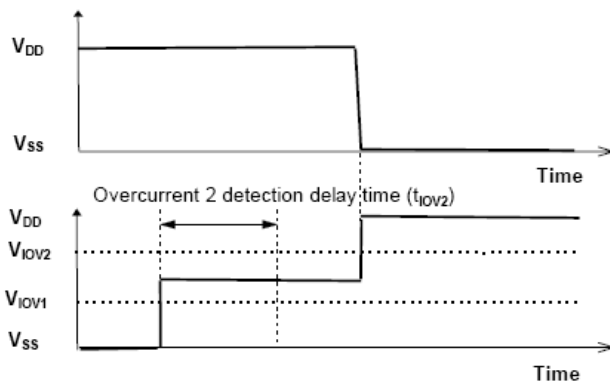 VDD
VSS
Time
Overcurrent 2 detection delay time (tIOV2)
VDD
VIOV2
VIOV1
VSS
Time